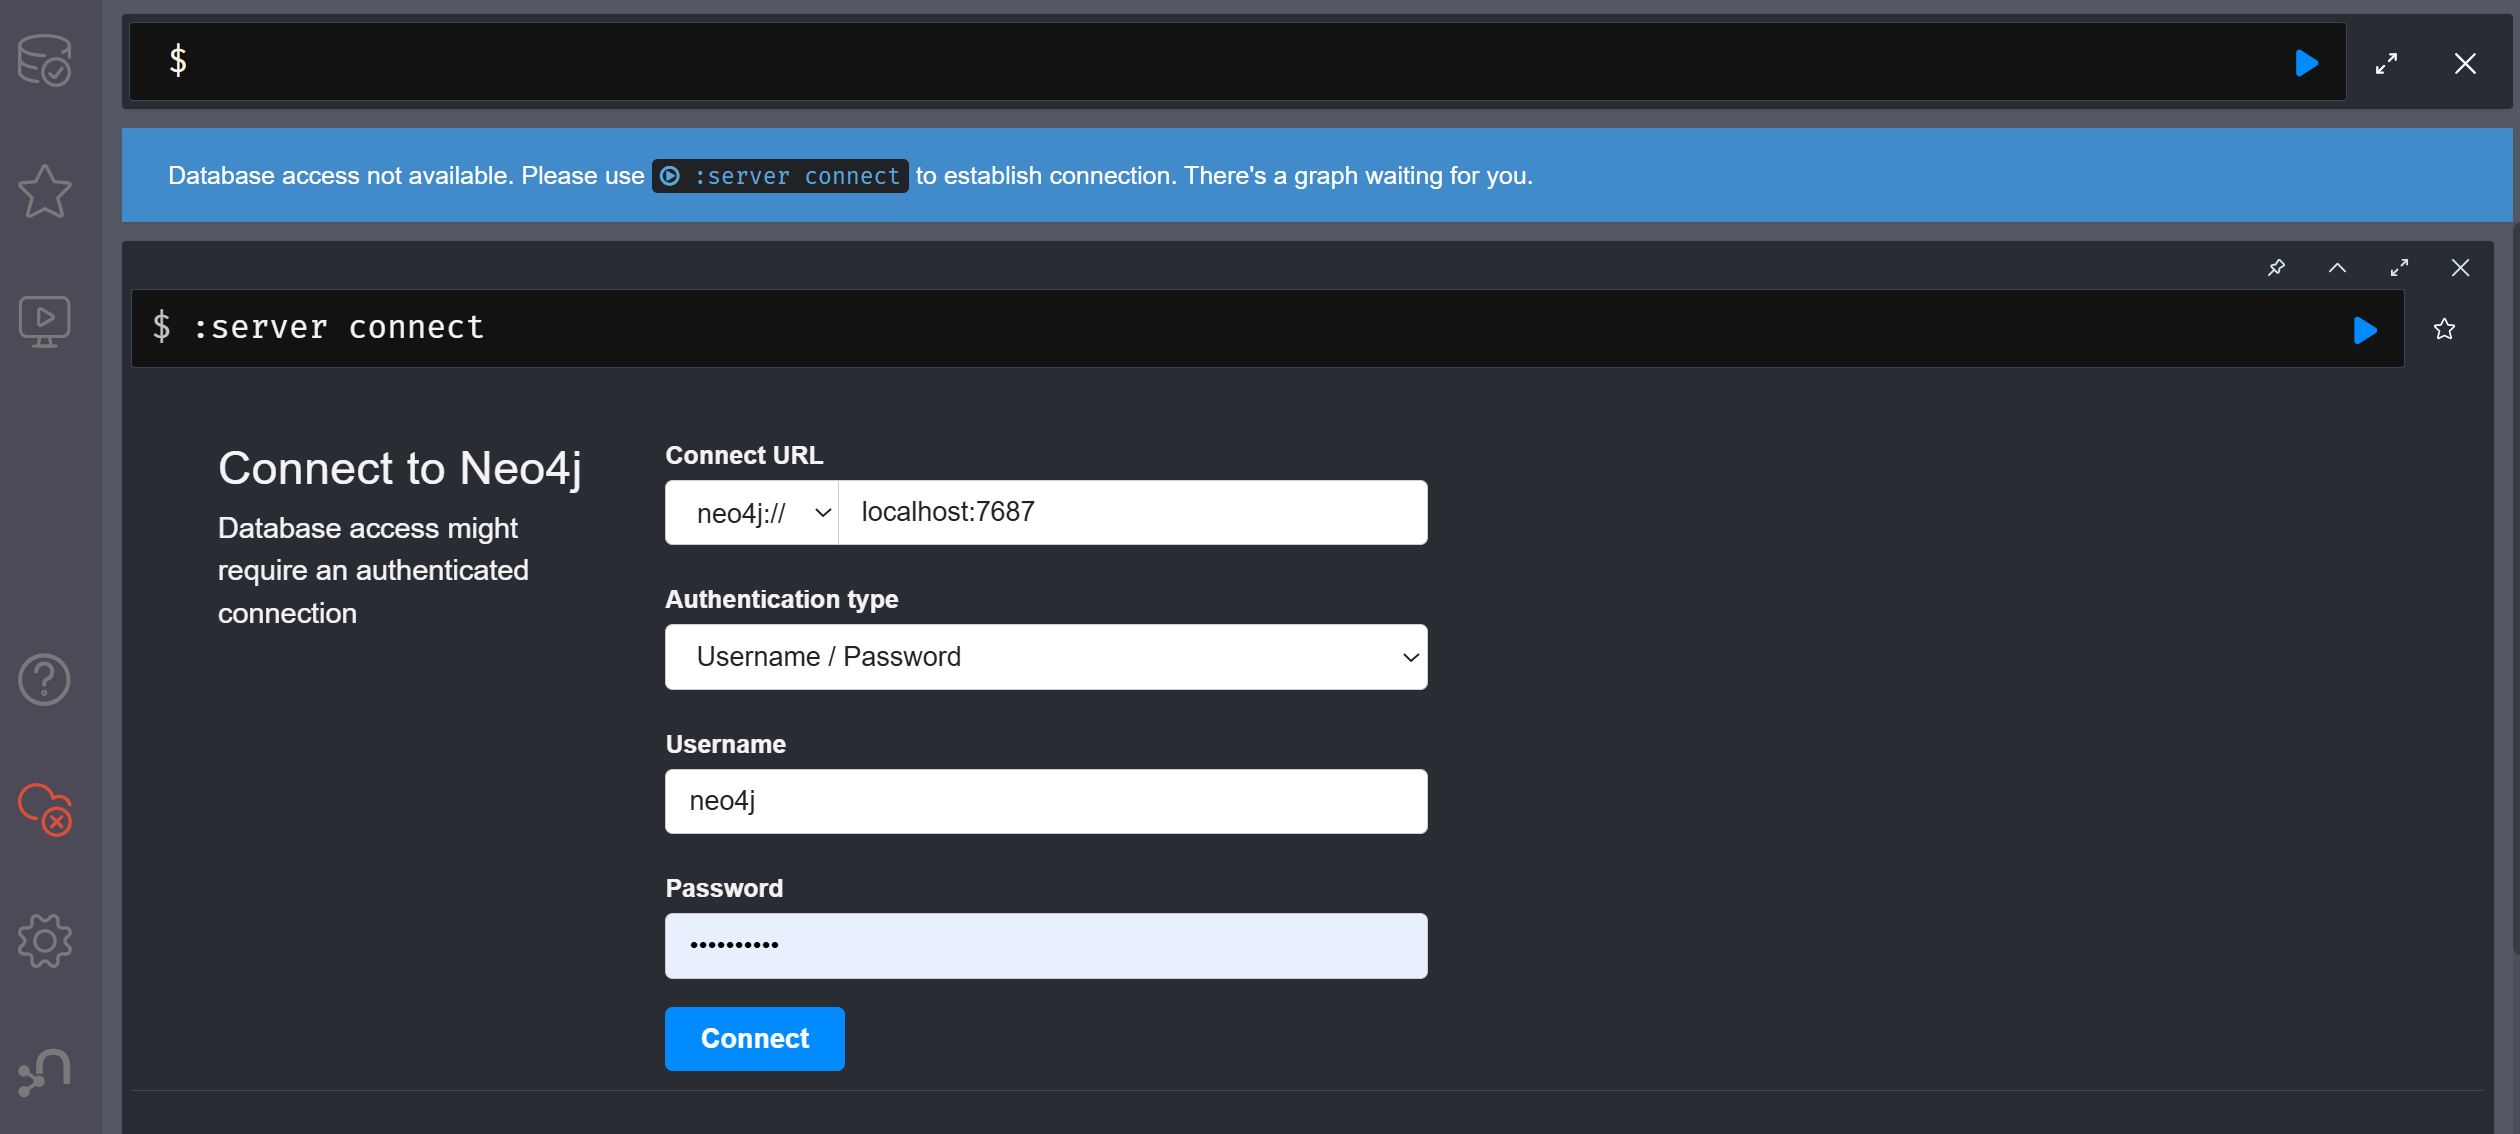 $
Database access not available. Please use :server connect to establish connection. There's a graph waiting for you.
$ :server connect
Connect to Neo4j
Database access might
require an authenticated
connection
Connect URL
neo4j:// localhost:7687
Authentication type
Username / Password
Username
neo4j
Password
••••••••••
Connect